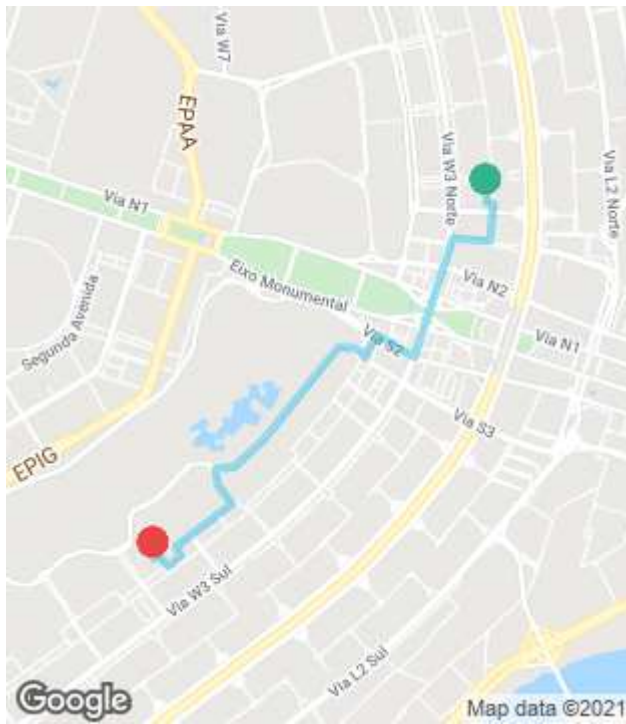 Via W7
EPAA
Via W3 Norte
Via L2 Norte
Via N1
Eixo Monumental
Via N2
Segunda Avenida
Via S2
Via N1
Via S3
EPIG
Via W3 Sul
Via L2 Sul
Google
Map data ©2021